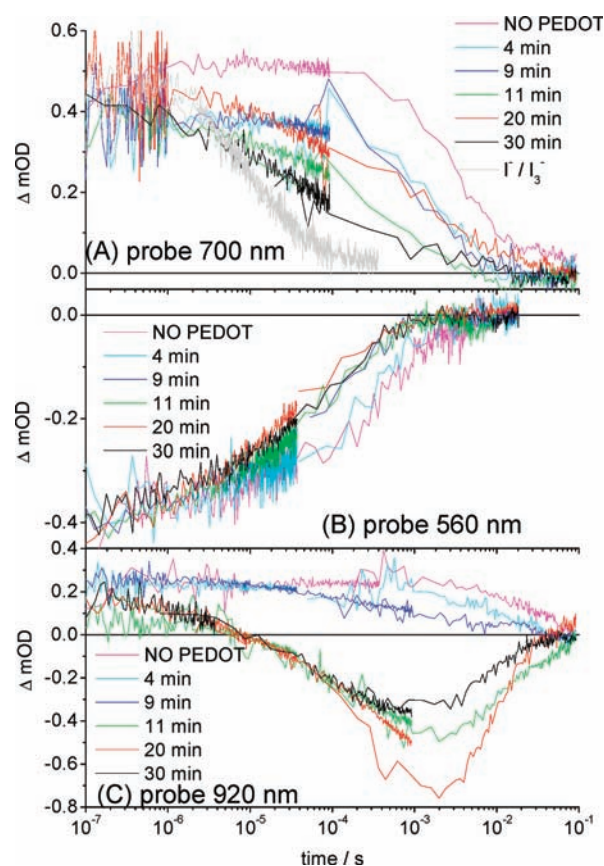 0.6
0.4
0.2
0.0
Δ mOD
NO PEDOT
4 min
9 min
11 min
20 min
30 min
I⁻ / I₃⁻
(A) probe 700 nm
0.0
-0.2
-0.4
Δ mOD
NO PEDOT
4 min
9 min
11 min
20 min
30 min
(B) probe 560 nm
0.4
0.2
0.0
-0.2
-0.4
-0.6
-0.8
Δ mOD
NO PEDOT
4 min
9 min
11 min
20 min
30 min
(C) probe 920 nm
10⁻⁷ 10⁻⁶ 10⁻⁵ 10⁻⁴ 10⁻³ 10⁻² 10⁻¹
time / s